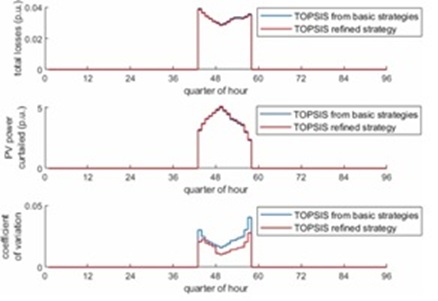 0.04
TOPSIS from basic strategies
TOPSIS refined strategy
0.02
total losses (p.u.)
0
0 12 24 36 48 60 72 84 96
quarter of hour
5
TOPSIS from basic strategies
TOPSIS refined strategy
PV power
curtailed (p.u.)
0
0 12 24 36 48 60 72 84 96
quarter of hour
0.05
TOPSIS from basic strategies
TOPSIS refined strategy
coefficient
of variation
0
0 12 24 36 48 60 72 84 96
quarter of hour